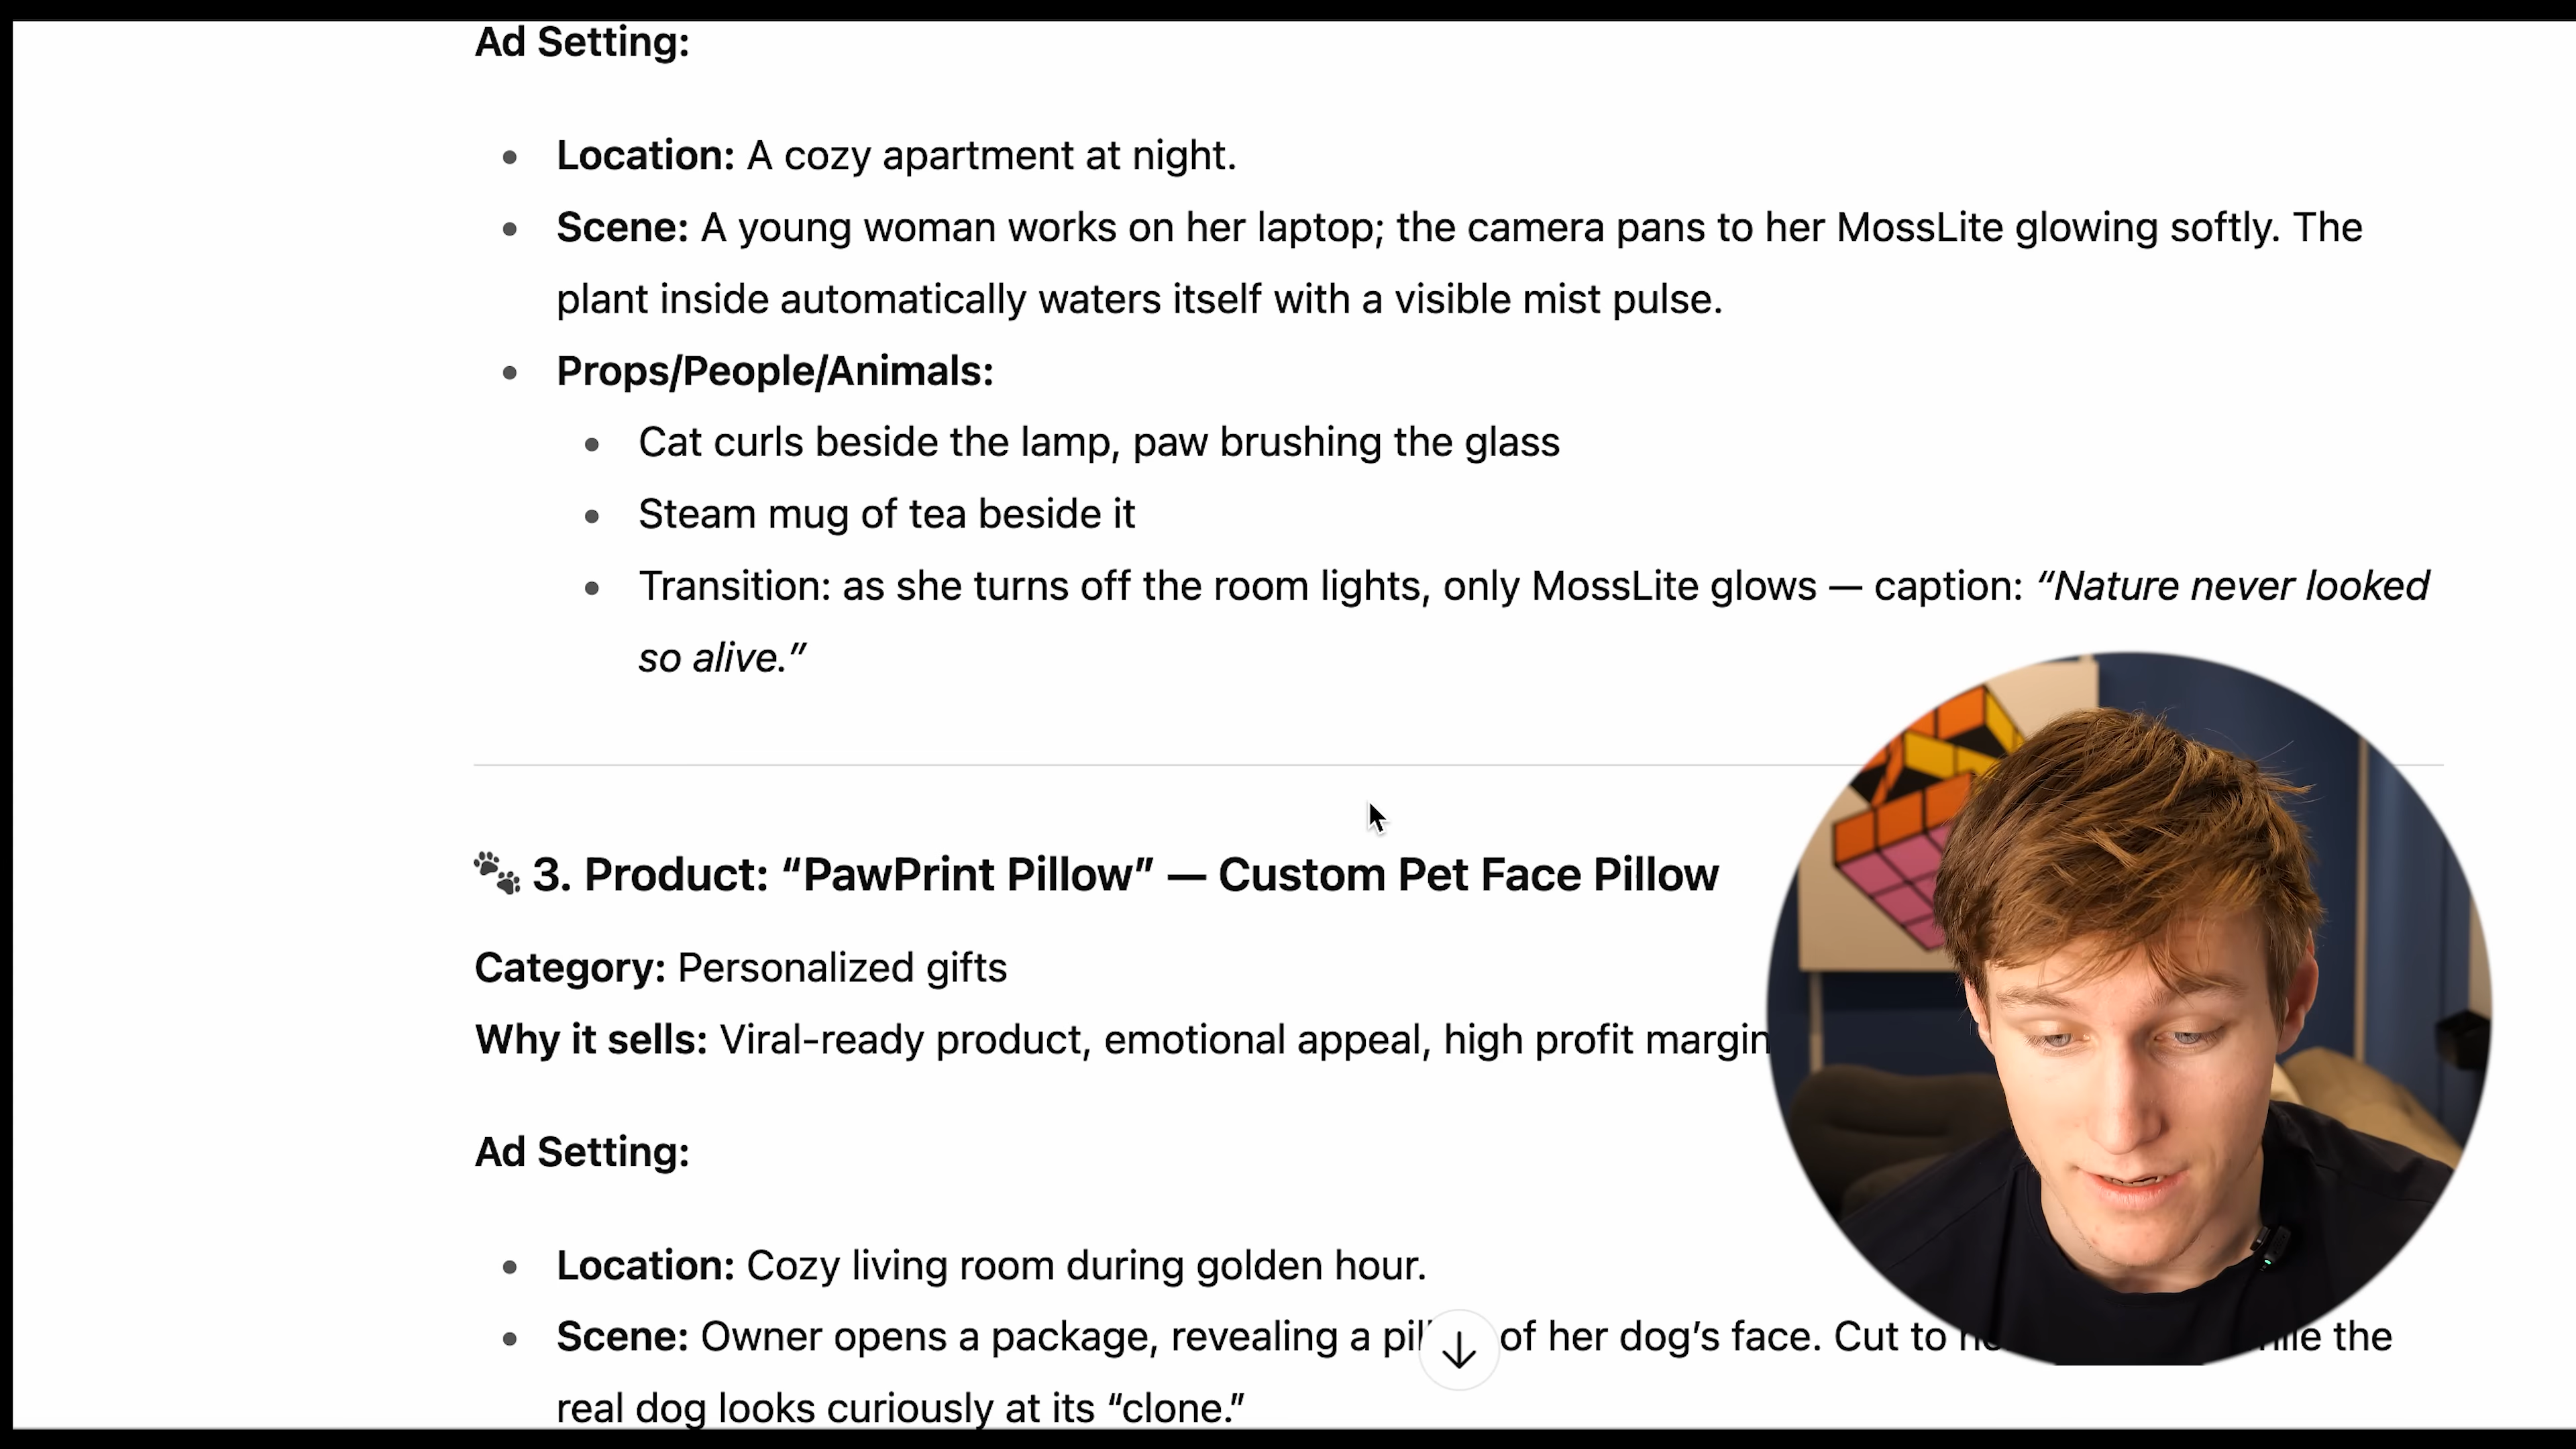 Ad Setting:
Location: A cozy apartment at night.
Scene: A young woman works on her laptop; the camera pans to her MossLite glowing softly. The
plant inside automatically waters itself with a visible mist pulse.
Props/People/Animals:
Cat curls beside the lamp, paw brushing the glass
Steam mug of tea beside it
Transition: as she turns off the room lights, only MossLite glows — caption: “Nature never looked
so alive.”
🐾 3. Product: “PawPrint Pillow” — Custom Pet Face Pillow
Category: Personalized gifts
Why it sells: Viral-ready product, emotional appeal, high profit margin
Ad Setting:
Location: Cozy living room during golden hour.
Scene: Owner opens a package, revealing a of her dog’s face. Cut to the
real dog looks curiously at its “clone.”